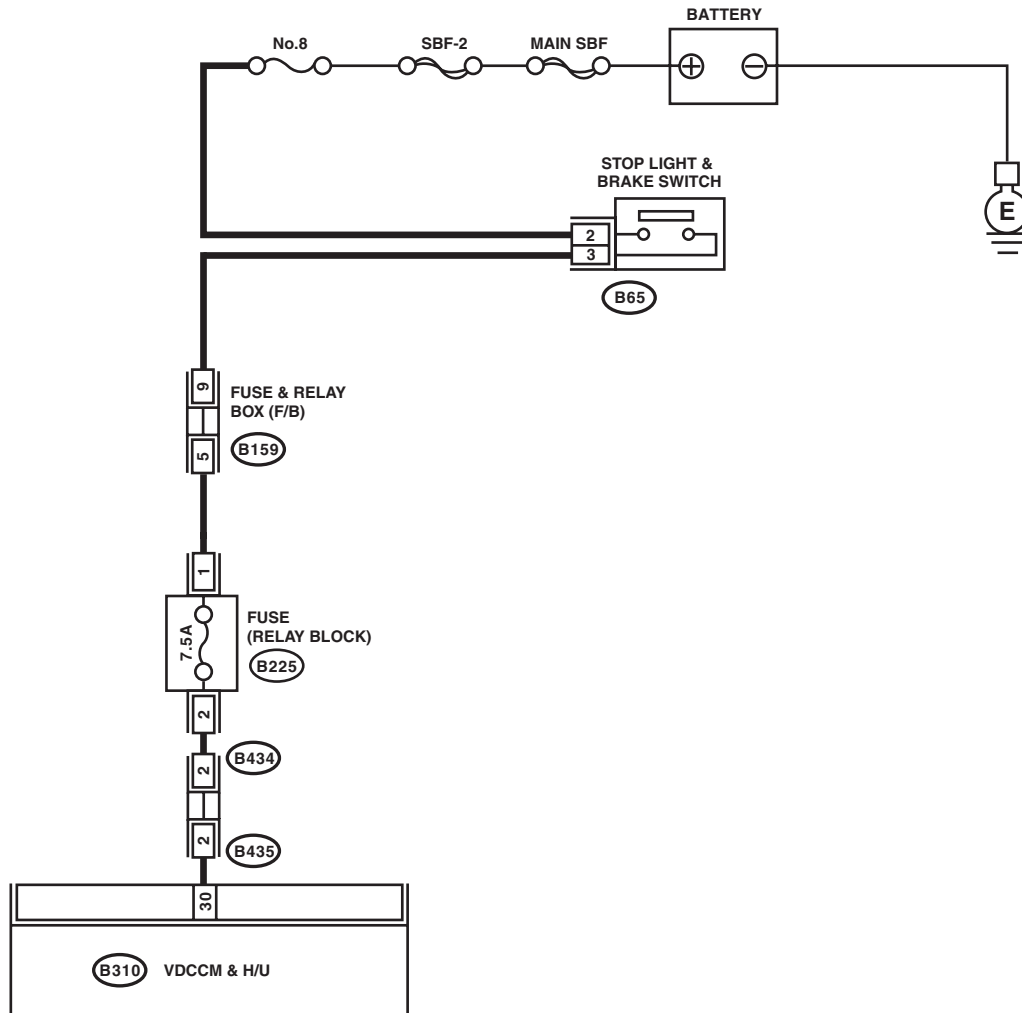 BATTERY
No.8
SBF-2
MAIN SBF
STOP LIGHT &
BRAKE SWITCH
E
2
3
B65
9
FUSE & RELAY
BOX (F/B)
5
B159
1
7.5A
FUSE
(RELAY BLOCK)
B225
2
B434
2
2
B435
30
B310 VDCCM & H/U